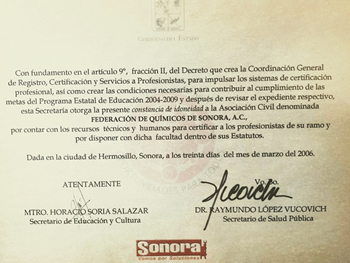 Con fundamento en el artículo 9º, fracción II, del Decreto que crea la Coordinación General
de Registro, Certificación y Servicios a Profesionistas, para impulsar los sistemas de certificación
profesional, así como crear las condiciones necesarias para contribuir al cumplimiento de las
metas del Programa Estatal de Educación 2004-2009 y después de revisar el expediente respectivo,
esta Secretaría otorga la presente constancia de idoneidad a la Asociación Civil denominada
FEDERACIÓN DE QUÍMICOS DE SONORA, A.C.,
por contar con los recursos técnicos y humanos para certificar a los profesionistas de su ramo y
por disponer con dicha facultad dentro de sus Estatutos.
Dada en la ciudad de Hermosillo, Sonora, a los treinta días del mes de marzo del 2006.
ATENTAMENTE
Vo. Bo.
MTRO. HORACIO SORIA SALAZAR
Secretario de Educación y Cultura
DR. RAYMUNDO LÓPEZ VUCOVICH
Secretario de Salud Pública
Sonora
Vamos por Soluciones